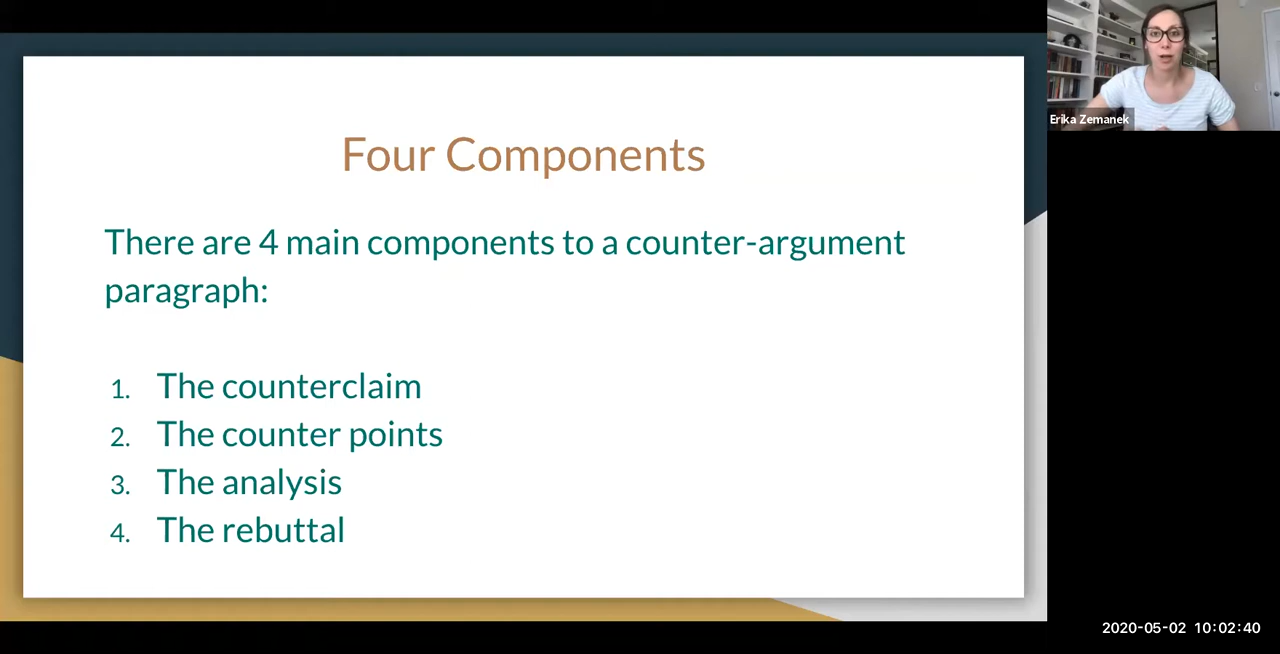 Four Components
There are 4 main components to a counter-argument
paragraph:
1. The counterclaim
2. The counter points
3. The analysis
4. The rebuttal
Erika Zemanek
2020-05-02 10:02:40